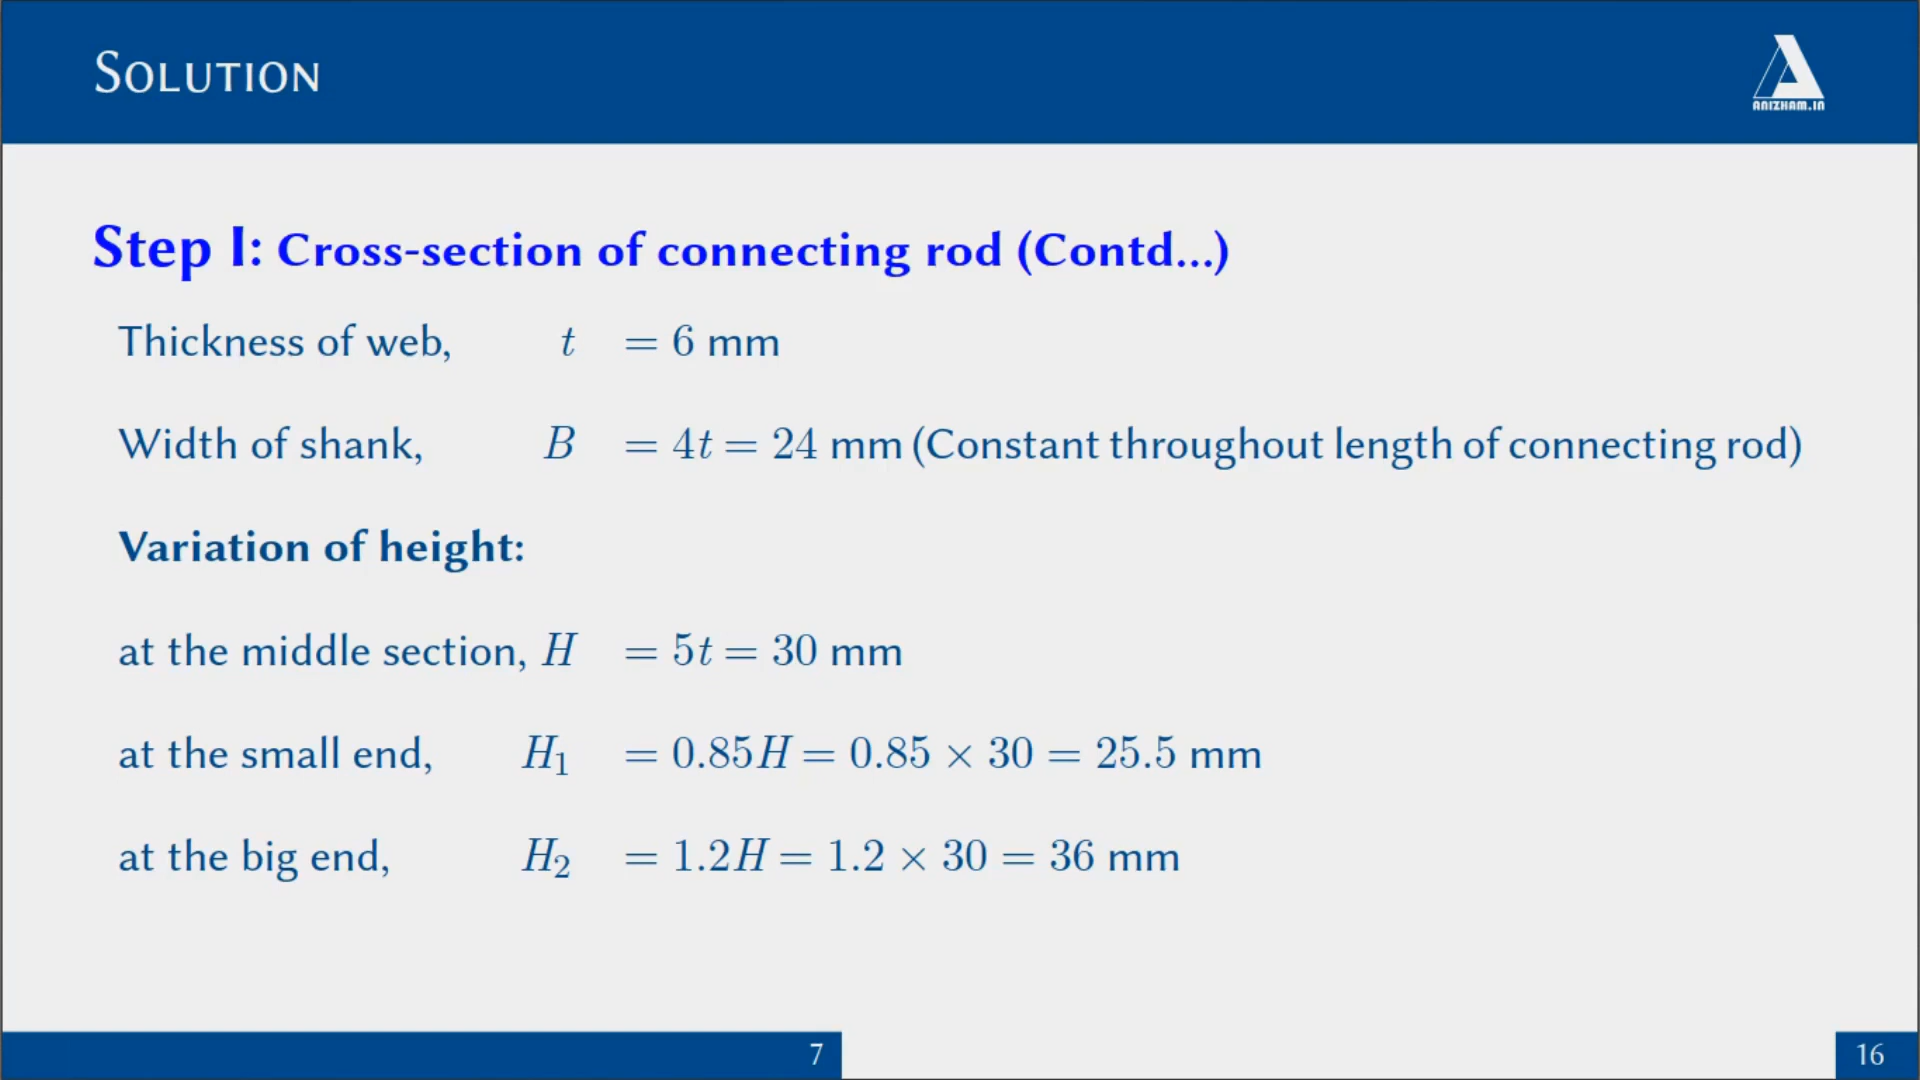 SOLUTION
ANIZHAM.IN
Step I: Cross-section of connecting rod (Contd...)
Thickness of web, t = 6 mm
Width of shank, B = 4t = 24 mm (Constant throughout length of connecting rod)
Variation of height:
at the middle section, H = 5t = 30 mm
at the small end, H₁ = 0.85H = 0.85 × 30 = 25.5 mm
at the big end, H₂ = 1.2H = 1.2 × 30 = 36 mm
7
16